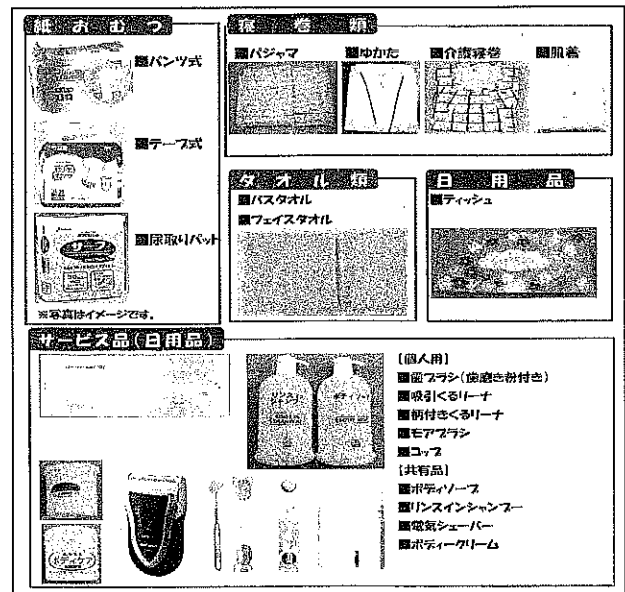 紙おむつ
■パンツ式
■テープ式
■尿取りパット
※写真はイメージです。
寝巻類
■パジャマ
■ゆかた
■介護寝巻
■肌着
タオル類
■バスタオル
■フェイスタオル
日用品
■ティッシュ
サービス品(日用品)
ボディケア
[個人用]
■歯ブラシ(歯磨き粉付き)
■吸引くるリーナ
■柄付きくるリーナ
■モアブラシ
■コップ
[共有品]
■ボディソープ
■リンスインシャンプー
■電気シェーバー
■ボディークリーム